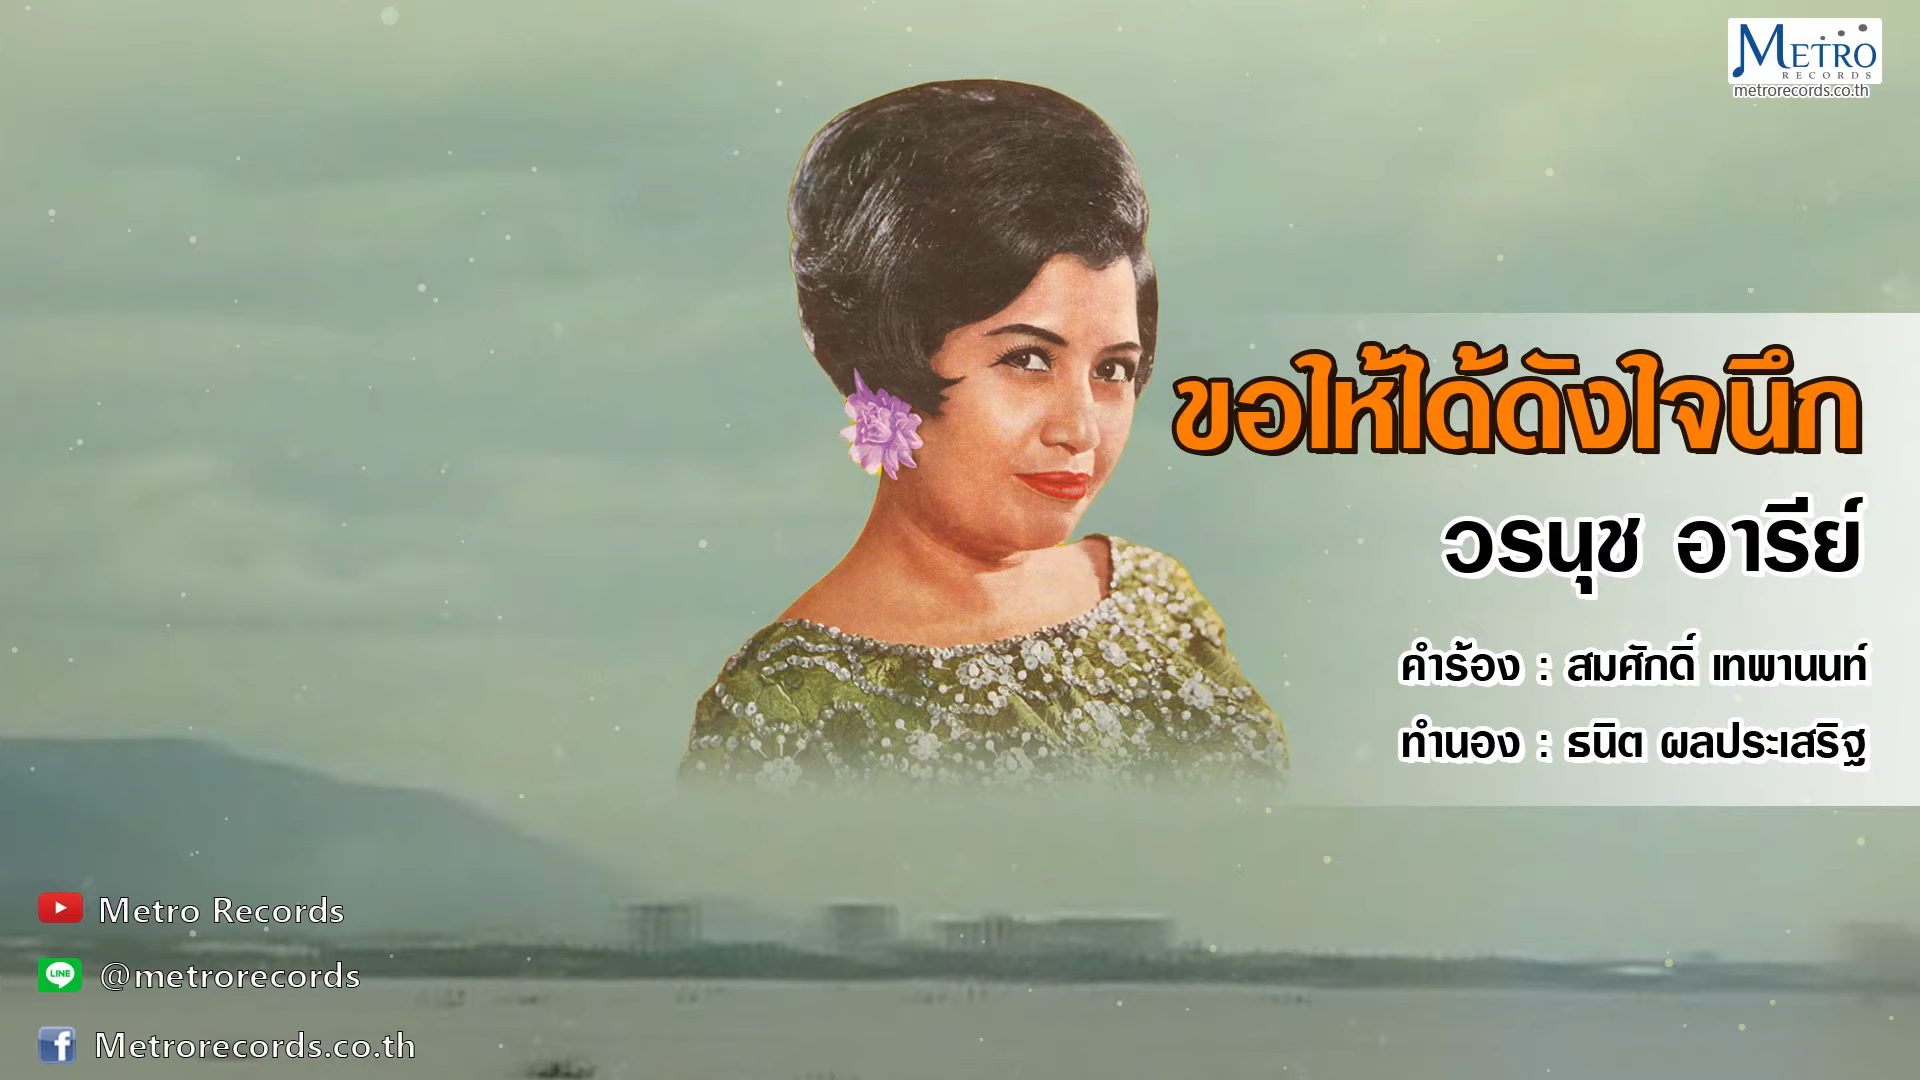 METRO
RECORDS
metrorecords.co.th
ขอให้ได้ดังใจนึก
วรนุช อารีย์
คำร้อง : สมศักดิ์ เทพานนท์
ทำนอง : ธนิต ผลประเสริฐ
Metro Records
LINE @metrorecords
Metrorecords.co.th